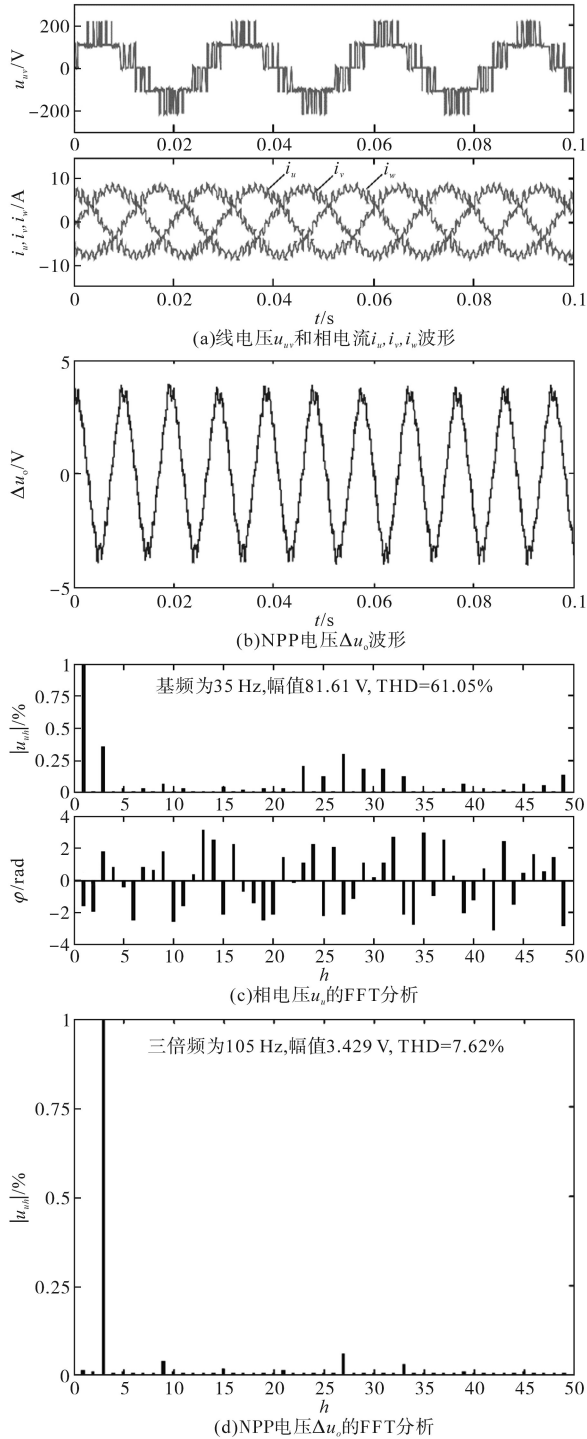 200
0
−200
u_uv/V
0 0.02 0.04 0.06 0.08 0.1
10
0
−10
i_u, i_v, i_w/A
i_u i_v i_w
0 0.02 0.04 0.06 0.08 0.1
t/s
(a)线电压u_uv和相电流i_u,i_v,i_w波形
5
0
−5
Δu_o/V
0 0.02 0.04 0.06 0.08 0.1
t/s
(b)NPP电压Δu_o波形
基频为35 Hz,幅值81.61 V, THD=61.05%
1
0.75
0.5
0.25
0
|u_uh|/%
0 5 10 15 20 25 30 35 40 45 50
4
2
0
−2
−4
φ/rad
0 5 10 15 20 25 30 35 40 45 50
h
(c)相电压u_u的FFT分析
三倍频为105 Hz,幅值3.429 V, THD=7.62%
1
0.75
0.5
0.25
0
|u_uh|/%
0 5 10 15 20 25 30 35 40 45 50
h
(d)NPP电压Δu_o的FFT分析